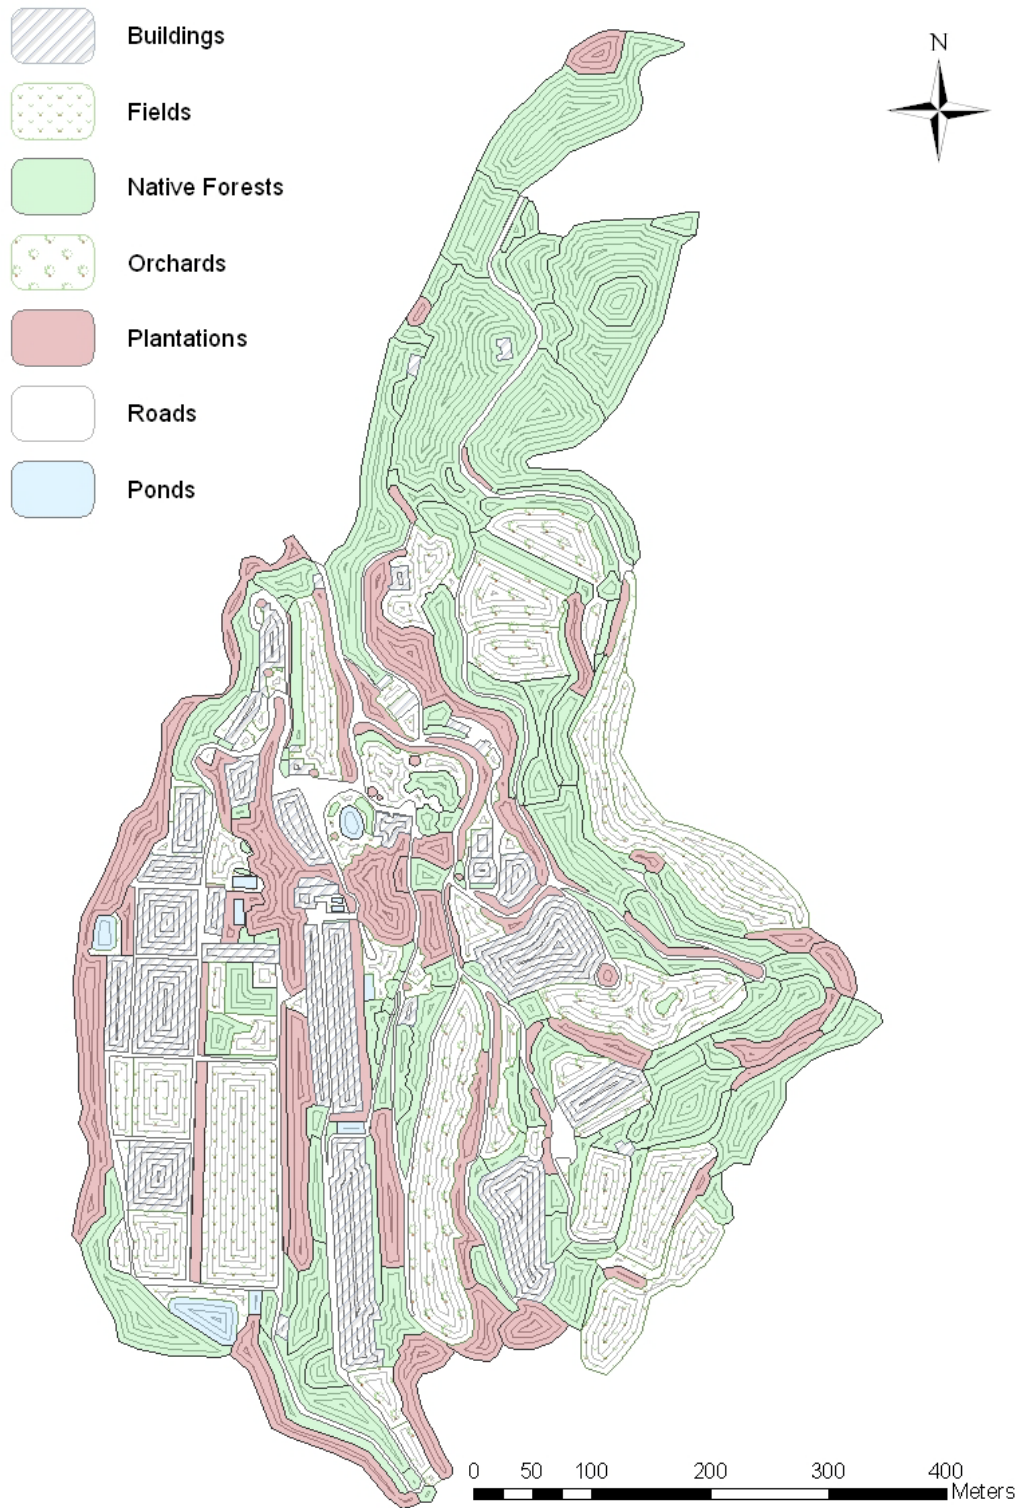 Buildings
Fields
Native Forests
Orchards
Plantations
Roads
Ponds
N
0 50 100 200 300 400
Meters